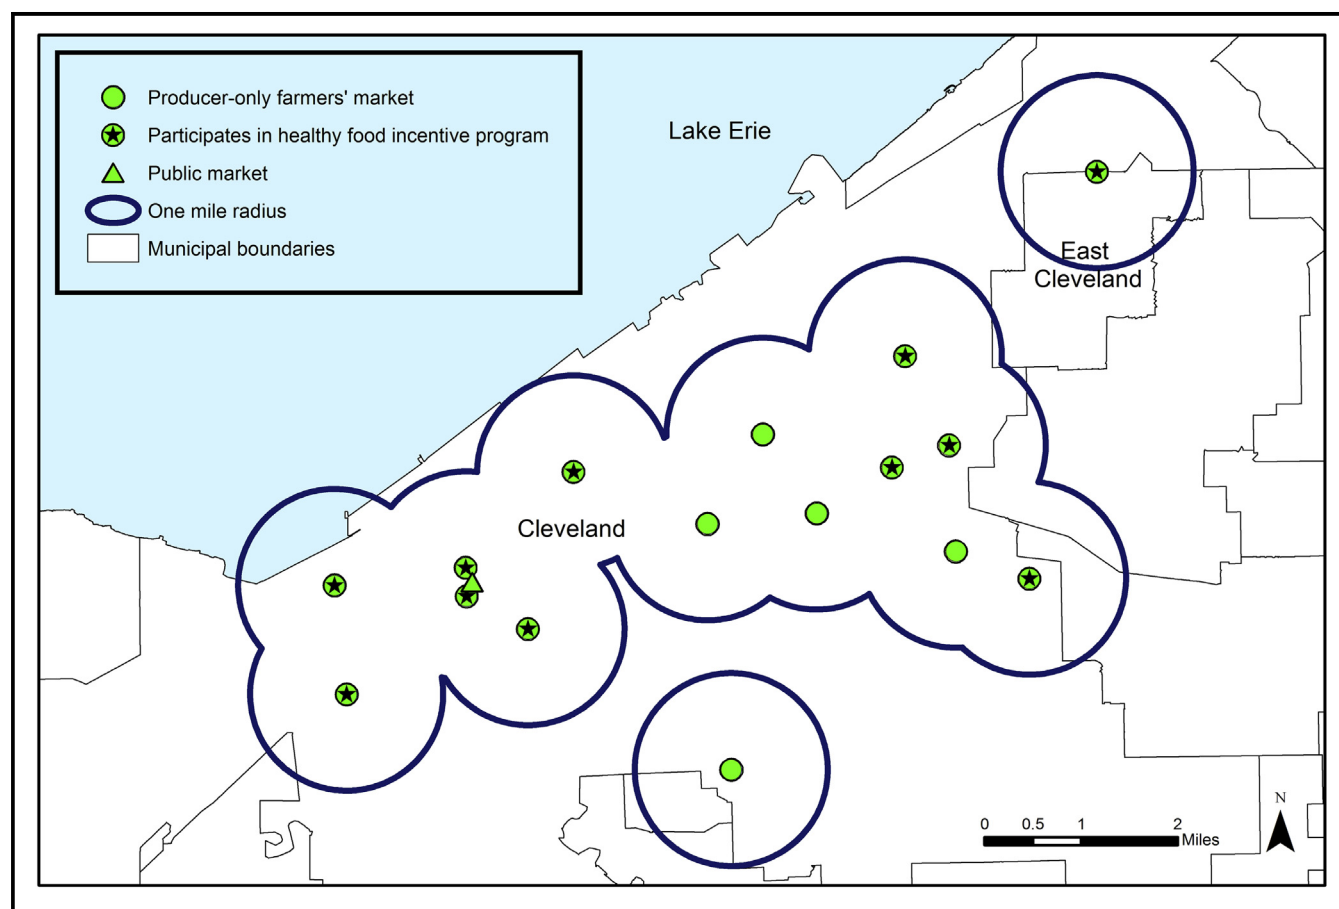 Producer-only farmers' market
Participates in healthy food incentive program
Public market
One mile radius
Municipal boundaries
Lake Erie
East
Cleveland
Cleveland
N
0 0.5 1 2
Miles